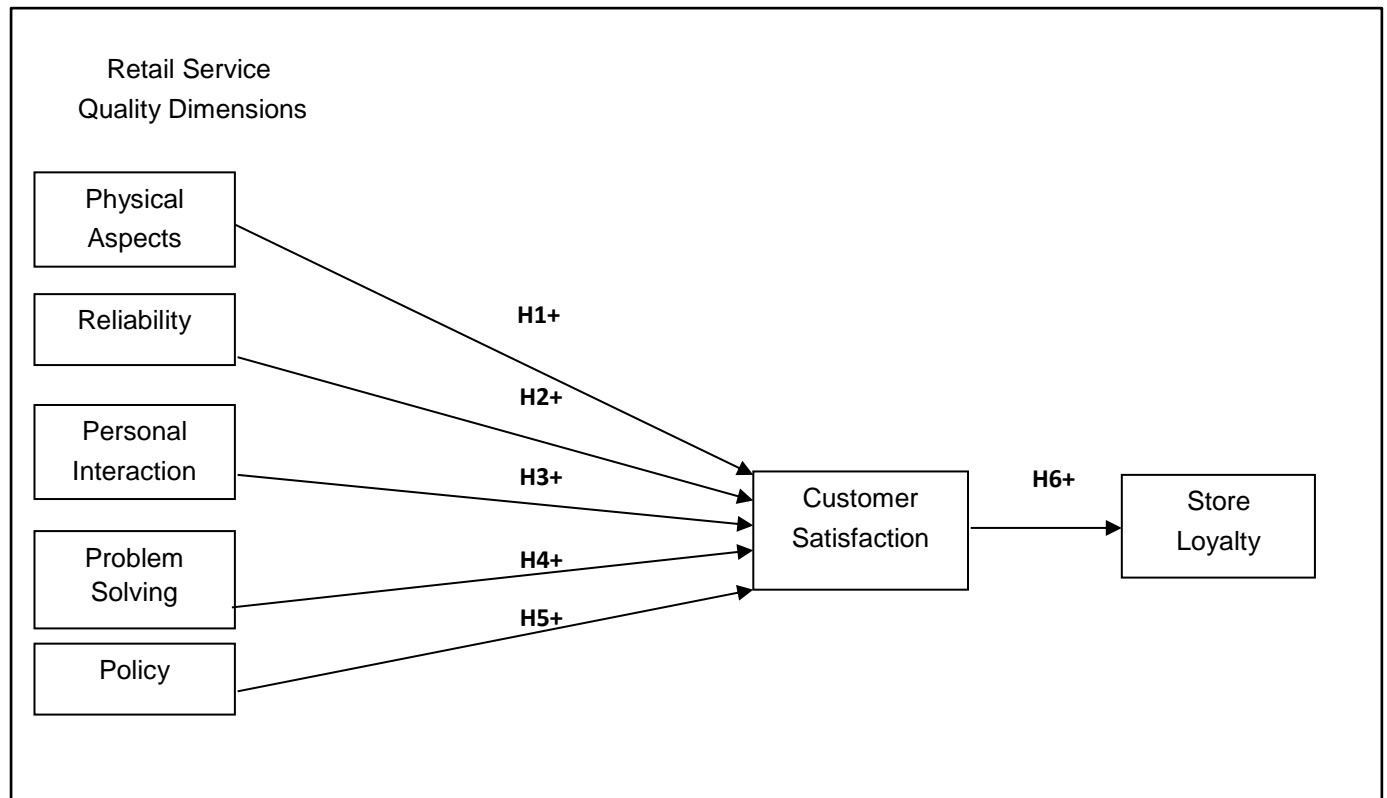 Retail Service
Quality Dimensions
Physical
Aspects
Reliability
Personal
Interaction
Problem
Solving
Policy
H1+
H2+
H3+
H4+
H5+
Customer
Satisfaction
H6+
Store
Loyalty